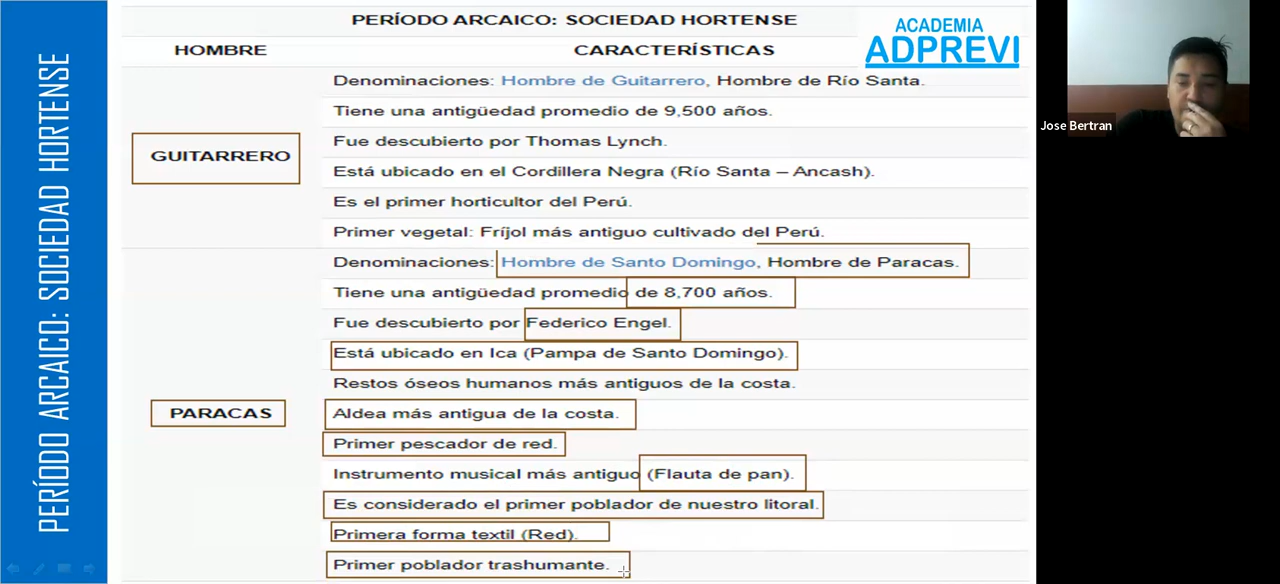 PERÍODO ARCAICO: SOCIEDAD HORTENSE
PERÍODO ARCAICO: SOCIEDAD HORTENSE
ACADEMIA
ADPREVI
HOMBRE CARACTERÍSTICAS
GUITARRERO
Denominaciones: Hombre de Guitarrero, Hombre de Río Santa.
Tiene una antigüedad promedio de 9,500 años.
Fue descubierto por Thomas Lynch.
Está ubicado en el Cordillera Negra (Río Santa – Ancash).
Es el primer horticultor del Perú.
Primer vegetal: Fríjol más antiguo cultivado del Perú.
PARACAS
Denominaciones: Hombre de Santo Domingo, Hombre de Paracas.
Tiene una antigüedad promedio de 8,700 años.
Fue descubierto por Federico Engel.
Está ubicado en Ica (Pampa de Santo Domingo).
Restos óseos humanos más antiguos de la costa.
Aldea más antigua de la costa.
Primer pescador de red.
Instrumento musical más antiguo (Flauta de pan).
Es considerado el primer poblador de nuestro litoral.
Primera forma textil (Red).
Primer poblador trashumante.
Jose Bertran